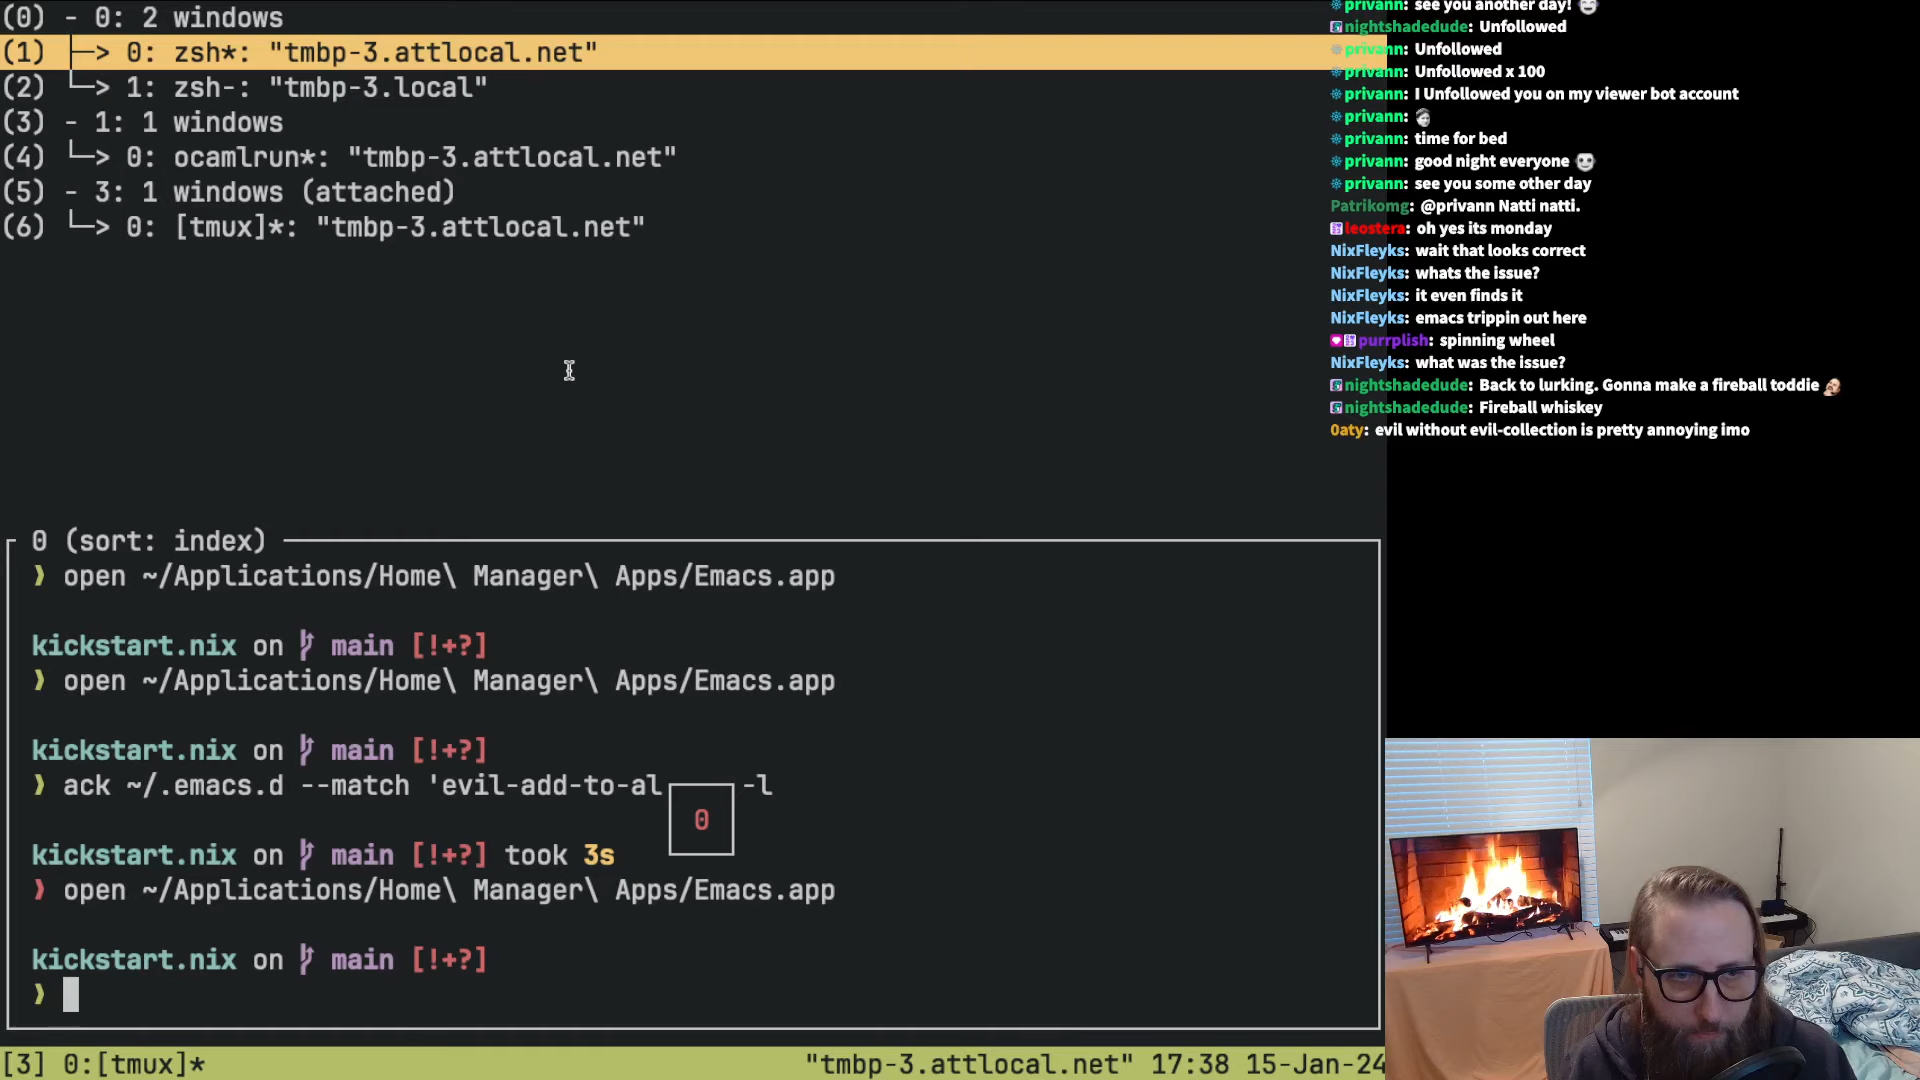 (0) - 0: 2 windows
(1) ├─> 0: zsh*: "tmbp-3.attlocal.net"
(2) └─> 1: zsh-: "tmbp-3.local"
(3) - 1: 1 windows
(4) └─> 0: ocamlrun*: "tmbp-3.attlocal.net"
(5) - 3: 1 windows (attached)
(6) └─> 0: [tmux]*: "tmbp-3.attlocal.net"
0 (sort: index)
❯ open ~/Applications/Home\ Manager\ Apps/Emacs.app
kickstart.nix on main [!+?]
❯ open ~/Applications/Home\ Manager\ Apps/Emacs.app
kickstart.nix on main [!+?]
❯ ack ~/.emacs.d --match 'evil-add-to-al -l
0
kickstart.nix on main [!+?] took 3s
❯ open ~/Applications/Home\ Manager\ Apps/Emacs.app
kickstart.nix on main [!+?]
❯
[3] 0:[tmux]* "tmbp-3.attlocal.net" 17:38 15-Jan-24
privann: see you another day!
nightshadedude: Unfollowed
privann: Unfollowed
privann: Unfollowed x 100
privann: I Unfollowed you on my viewer bot account
privann:
privann: time for bed
privann: good night everyone
privann: see you some other day
Patrikomg: @privann Natti natti.
leostera: oh yes its monday
NixFleyks: wait that looks correct
NixFleyks: whats the issue?
NixFleyks: it even finds it
NixFleyks: emacs trippin out here
purrplish: spinning wheel
NixFleyks: what was the issue?
nightshadedude: Back to lurking. Gonna make a fireball toddie
nightshadedude: Fireball whiskey
0aty: evil without evil-collection is pretty annoying imo